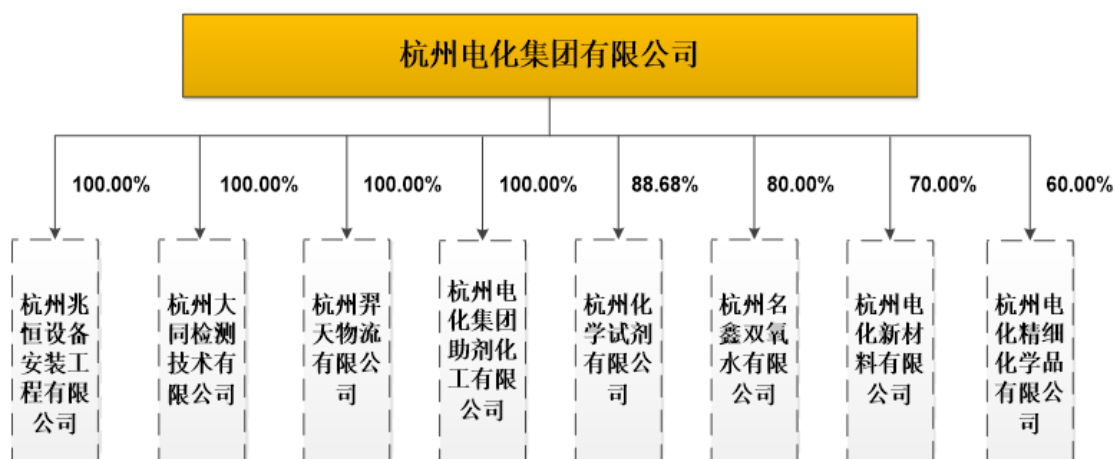 杭州电化集团有限公司
100.00%
100.00%
100.00%
100.00%
88.68%
80.00%
70.00%
60.00%
杭州兆
恒设备
安装工
程有限
公司
杭州大
同检测
技术有
限公司
杭州羿
天物流
有限公
司
杭州电
化集团
助剂化
工有限
公司
杭州化
学试剂
有限公
司
杭州名
鑫双氧
水有限
公司
杭州电
化新材
料有限
公司
杭州电
化精细
化学品
有限公
司